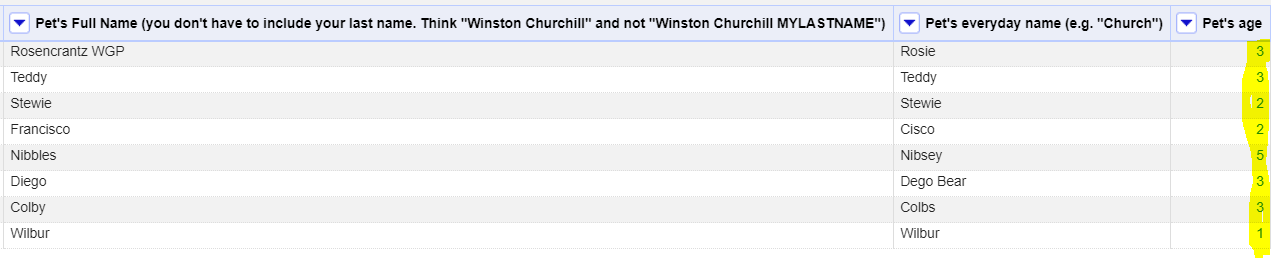 Pet's Full Name (you don't have to include your last name. Think "Winston Churchill" and not "Winston Churchill MYLASTNAME") Pet's everyday name (e.g. "Church") Pet's age
Rosencrantz WGP Rosie 3
Teddy Teddy 3
Stewie Stewie 2
Francisco Cisco 2
Nibbles Nibsey 5
Diego Dego Bear 3
Colby Colbs 3
Wilbur Wilbur 1